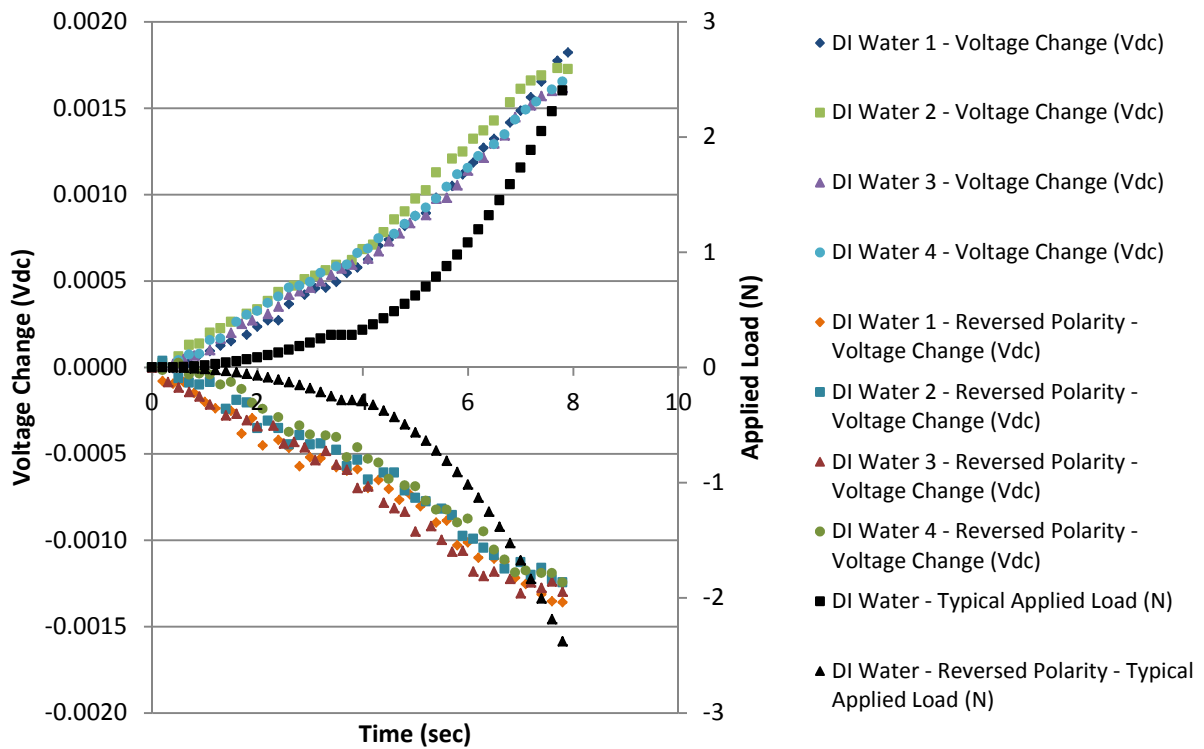 0.0020
0.0015
0.0010
0.0005
0.0000
-0.0005
-0.0010
-0.0015
-0.0020
Voltage Change (Vdc)
0
2
4
6
8
10
Time (sec)
3
2
1
0
-1
-2
-3
Applied Load (N)
DI Water 1 - Voltage Change (Vdc)
DI Water 2 - Voltage Change (Vdc)
DI Water 3 - Voltage Change (Vdc)
DI Water 4 - Voltage Change (Vdc)
DI Water 1 - Reversed Polarity -
Voltage Change (Vdc)
DI Water 2 - Reversed Polarity -
Voltage Change (Vdc)
DI Water 3 - Reversed Polarity -
Voltage Change (Vdc)
DI Water 4 - Reversed Polarity -
Voltage Change (Vdc)
DI Water - Typical Applied Load (N)
DI Water - Reversed Polarity - Typical
Applied Load (N)